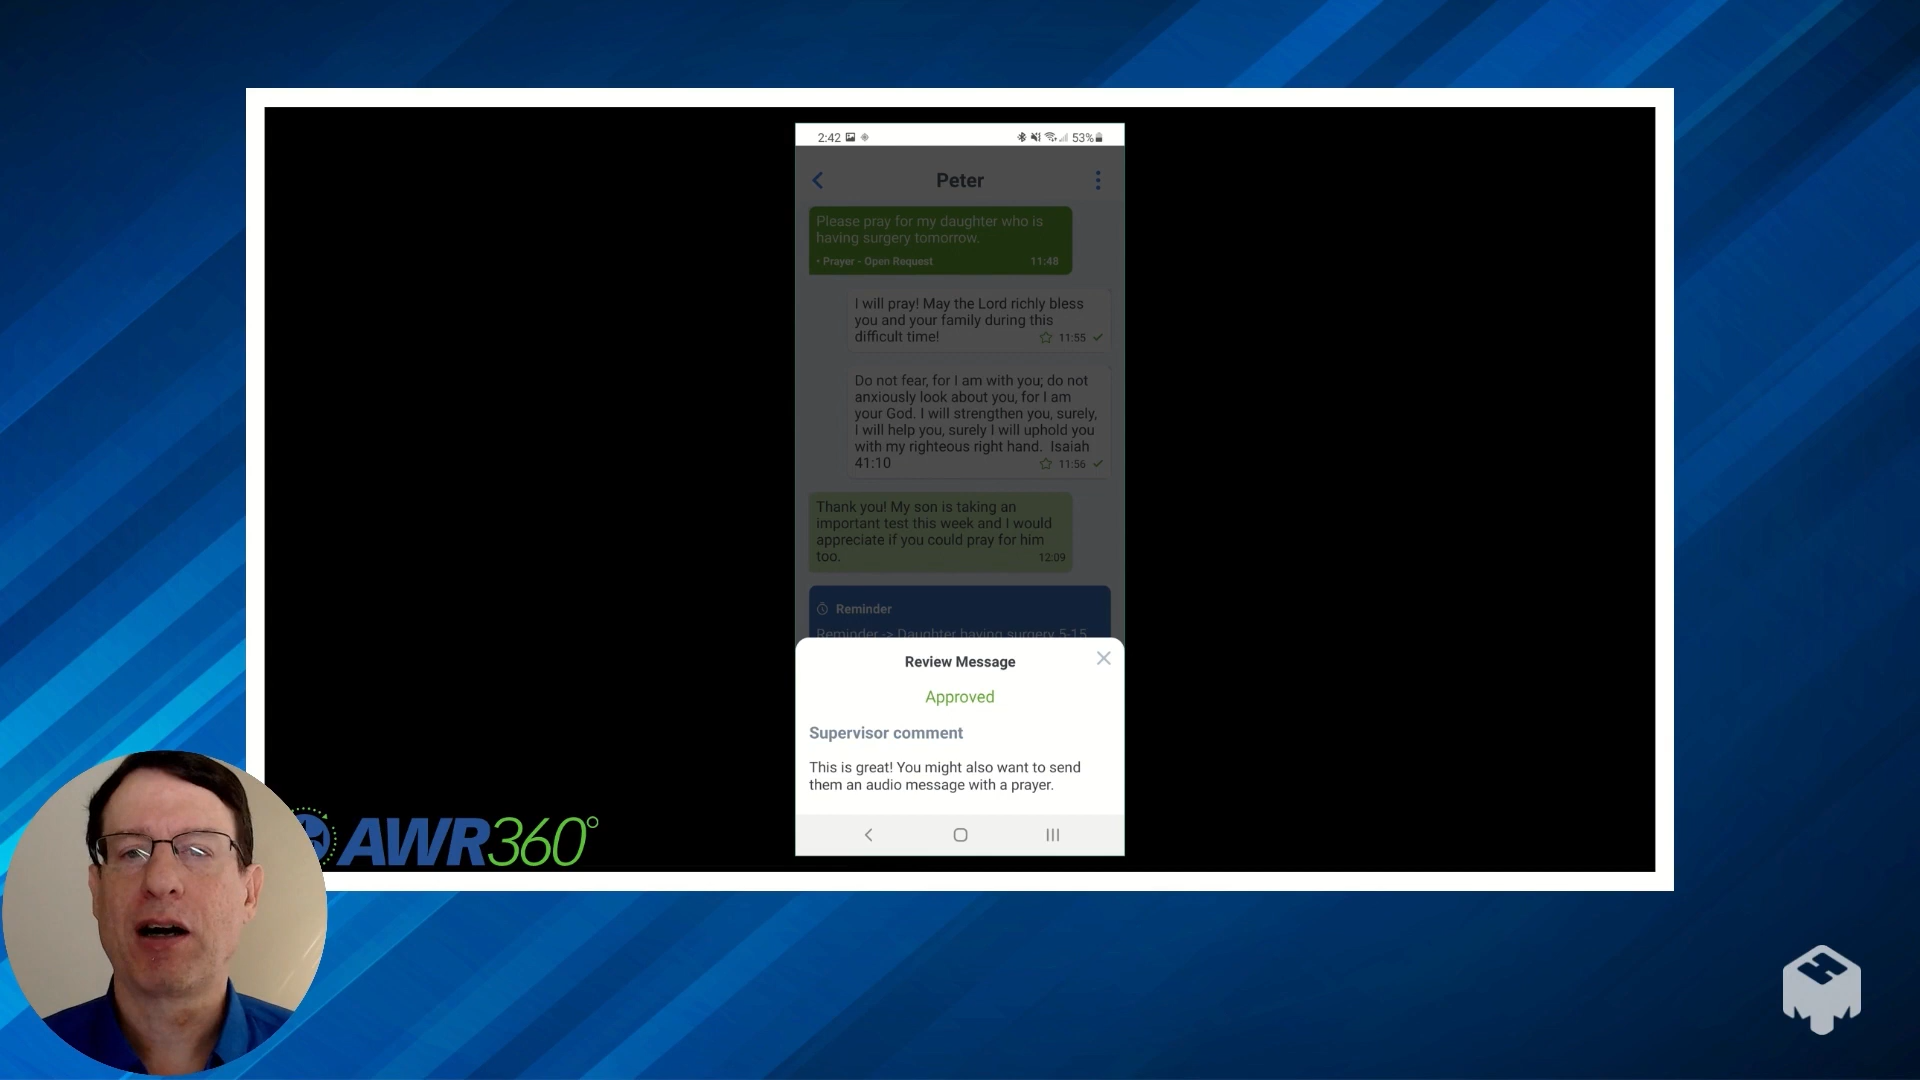 2:42
53%
Peter
Please pray for my daughter who is
having surgery tomorrow.
• Prayer - Open Request 11:48
I will pray! May the Lord richly bless
you and your family during this
difficult time!
11:55
Do not fear, for I am with you; do not
anxiously look about you, for I am
your God. I will strengthen you, surely,
I will help you, surely I will uphold you
with my righteous right hand. Isaiah
41:10
11:56
Thank you! My son is taking an
important test this week and I would
appreciate if you could pray for him
too.
12:09
Reminder
Reminder -> Daughter having surgery 5-15
Review Message
Approved
Supervisor comment
This is great! You might also want to send
them an audio message with a prayer.
AWR360°